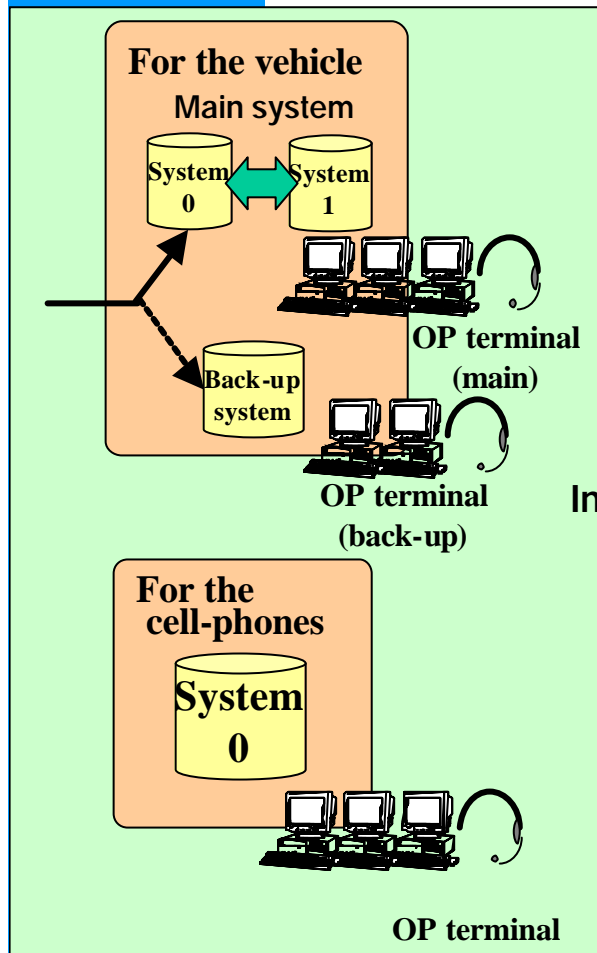 For the vehicle
Main system
System
0
System
1
OP terminal
(main)
Back-up
system
OP terminal
(back-up)
In
For the
cell-phones
System
0
OP terminal